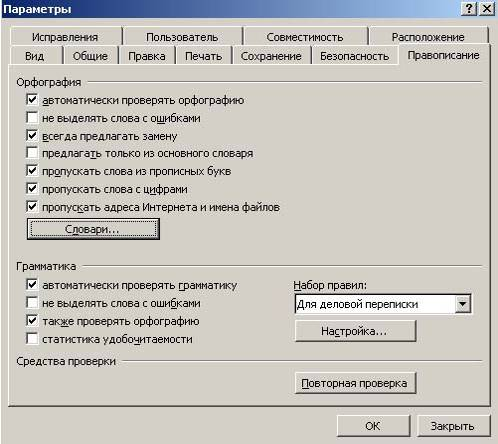 Параметры
Исправления Пользователь Совместимость Расположение
Вид Общие Правка Печать Сохранение Безопасность Правописание
Орфография
автоматически проверять орфографию
не выделять слова с ошибками
всегда предлагать замену
предлагать только из основного словаря
пропускать слова из прописных букв
пропускать слова с цифрами
пропускать адреса Интернета и имена файлов
Словари...
Грамматика
автоматически проверять грамматику Набор правил:
не выделять слова с ошибками Для деловой переписки
также проверять орфографию
статистика удобочитаемости Настройка...
Средства проверки
Повторная проверка
ОК Закрыть